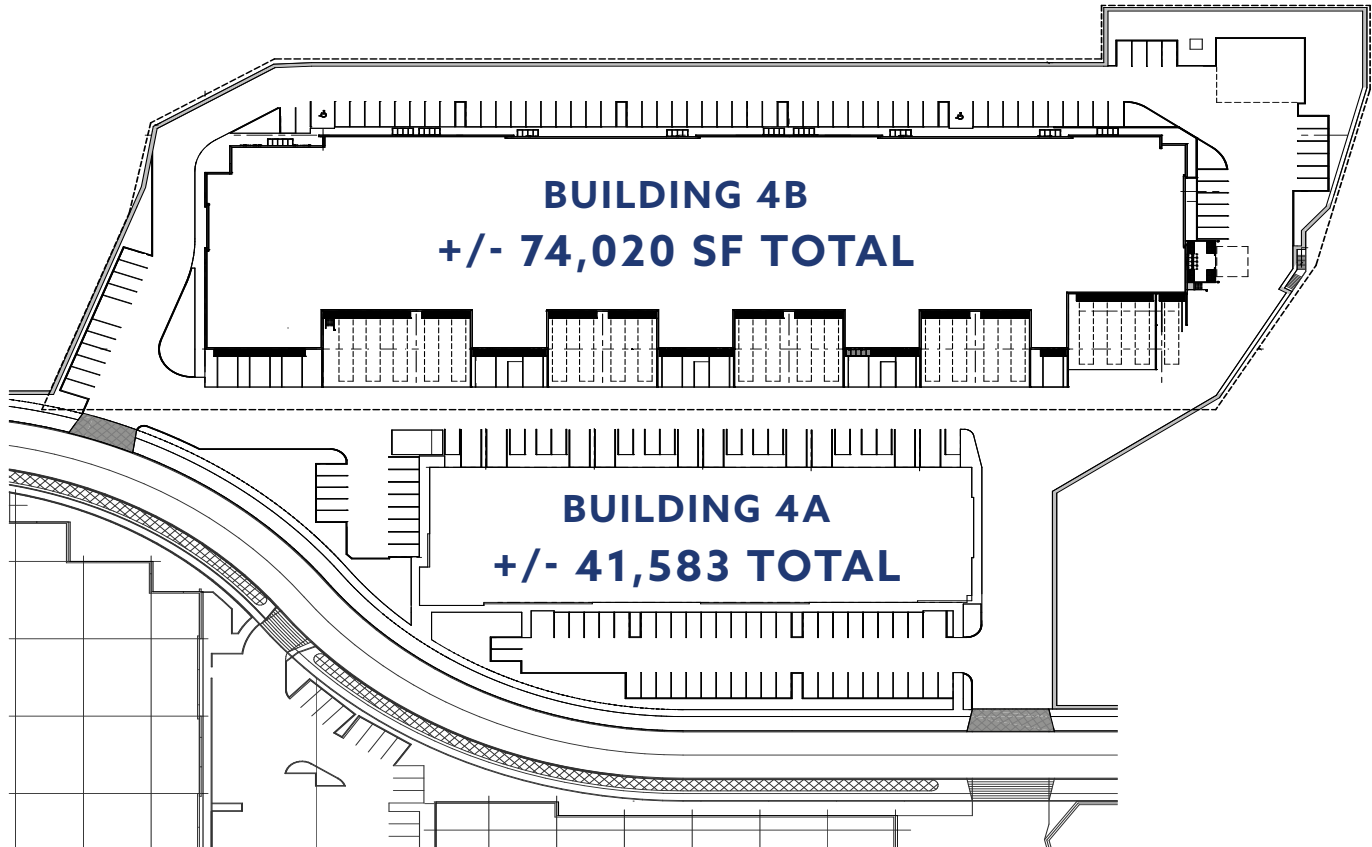 BUILDING 4B
+/- 74,020 SF TOTAL
BUILDING 4A
+/- 41,583 TOTAL